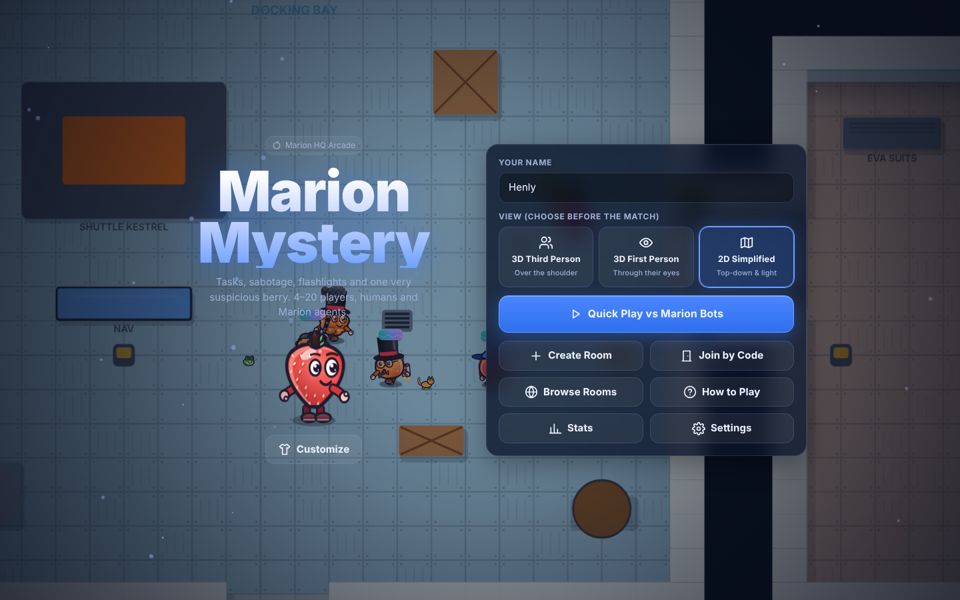 DOCKING BAY
Marion HQ Arcade
Marion
Mystery
Tasks, sabotage, flashlights and one very
suspicious berry. 4–20 players, humans and
Marion agents.
Customize
SHUTTLE KESTREL
NAV
YOUR NAME
Henly
VIEW (CHOOSE BEFORE THE MATCH)
3D Third Person
Over the shoulder
3D First Person
Through their eyes
2D Simplified
Top-down & light
Quick Play vs Marion Bots
Create Room
Join by Code
Browse Rooms
How to Play
Stats
Settings
EVA SUITS